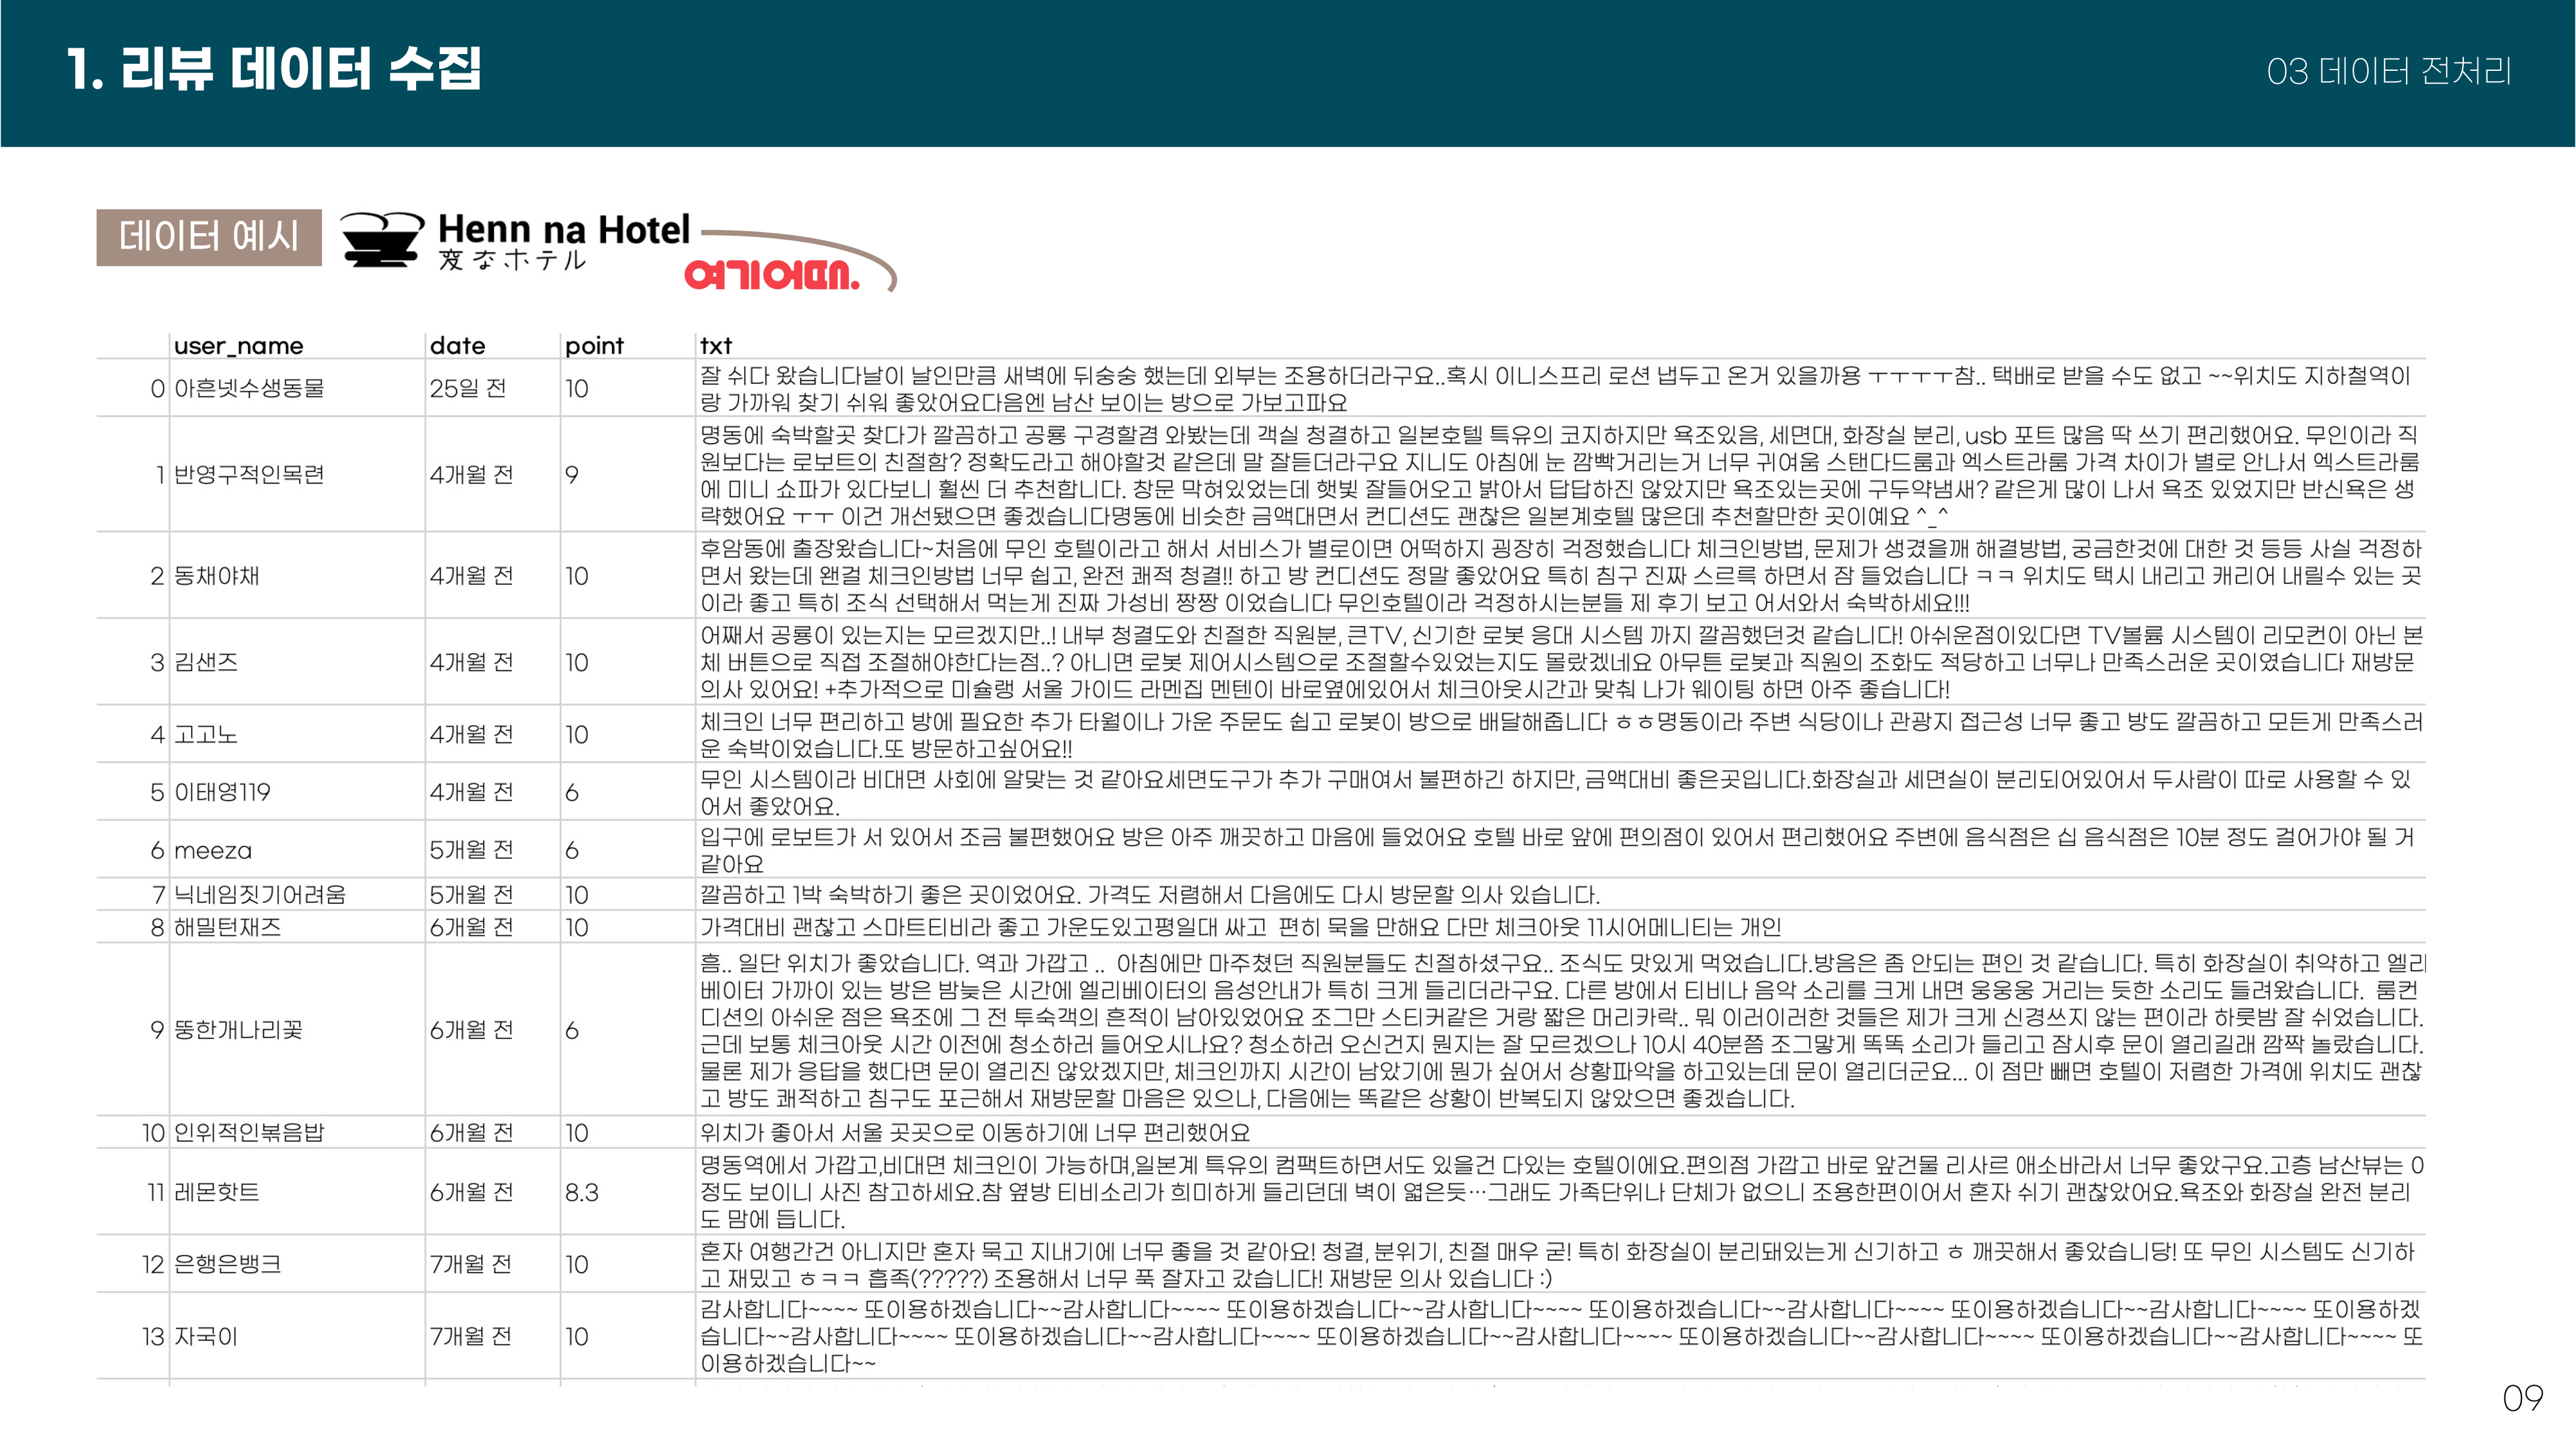 1. 리뷰 데이터 수집
03 데이터 전처리
데이터 예시
Henn na Hotel
変なホテル
여기어때.
user_name date point txt
0 아흔넷수생동물 25일 전 10 잘 쉬다 왔습니다날이 날인만큼 새벽에 뒤숭숭 했는데 외부는 조용하더라구요..혹시 이니스프리 로션 냅두고 온거 있을까용 ㅜㅜㅜㅜ참.. 택배로 받을 수도 없고 ~~위치도 지하철역이
랑 가까워 찾기 쉬워 좋았어요다음엔 남산 보이는 방으로 가보고파요
1 반영구적인목련 4개월 전 9 명동에 숙박할곳 찾다가 깔끔하고 공룡 구경할겸 와봤는데 객실 청결하고 일본호텔 특유의 코지하지만 욕조있음, 세면대, 화장실 분리, usb 포트 많음 딱 쓰기 편리했어요. 무인이라 직
원보다는 로보트의 친절함? 정확도라고 해야할것 같은데 말 잘듣더라구요 지니도 아침에 눈 깜빡거리는거 너무 귀여움 스탠다드룸과 엑스트라룸 가격 차이가 별로 안나서 엑스트라룸
에 미니 쇼파가 있다보니 훨씬 더 추천합니다. 창문 막혀있었는데 햇빛 잘들어오고 밝아서 답답하진 않았지만 욕조있는곳에 구두약냄새? 같은게 많이 나서 욕조 있었지만 반신욕은 생
략했어요 ㅜㅜ 이건 개선됐으면 좋겠습니다명동에 비슷한 금액대면서 컨디션도 괜찮은 일본계호텔 많은데 추천할만한 곳이예요 ^_^
2 동채야채 4개월 전 10 후암동에 출장왔습니다~처음에 무인 호텔이라고 해서 서비스가 별로이면 어떡하지 굉장히 걱정했습니다 체크인방법, 문제가 생겼을깨 해결방법, 궁금한것에 대한 것 등등 사실 걱정하
면서 왔는데 왠걸 체크인방법 너무 쉽고, 완전 쾌적 청결!! 하고 방 컨디션도 정말 좋았어요 특히 침구 진짜 스르륵 하면서 잠 들었습니다 ㅋㅋ 위치도 택시 내리고 캐리어 내릴수 있는 곳
이라 좋고 특히 조식 선택해서 먹는게 진짜 가성비 짱짱 이었습니다 무인호텔이라 걱정하시는분들 제 후기 보고 어서와서 숙박하세요!!!
3 김샌즈 4개월 전 10 어째서 공룡이 있는지는 모르겠지만..! 내부 청결도와 친절한 직원분, 큰TV, 신기한 로봇 응대 시스템 까지 깔끔했던것 같습니다! 아쉬운점이있다면 TV볼륨 시스템이 리모컨이 아닌 본
체 버튼으로 직접 조절해야한다는점..? 아니면 로봇 제어시스템으로 조절할수있었는지도 몰랐겠네요 아무튼 로봇과 직원의 조화도 적당하고 너무나 만족스러운 곳이였습니다 재방문
의사 있어요! +추가적으로 미슐랭 서울 가이드 라멘집 멘텐이 바로옆에있어서 체크아웃시간과 맞춰 나가 웨이팅 하면 아주 좋습니다!
4 고고노 4개월 전 10 체크인 너무 편리하고 방에 필요한 추가 타월이나 가운 주문도 쉽고 로봇이 방으로 배달해줍니다 ㅎㅎ명동이라 주변 식당이나 관광지 접근성 너무 좋고 방도 깔끔하고 모든게 만족스러
운 숙박이었습니다.또 방문하고싶어요!!
5 이태영119 4개월 전 6 무인 시스템이라 비대면 사회에 알맞는 것 같아요세면도구가 추가 구매여서 불편하긴 하지만, 금액대비 좋은곳입니다.화장실과 세면실이 분리되어있어서 두사람이 따로 사용할 수 있
어서 좋았어요.
6 meeza 5개월 전 6 입구에 로보트가 서 있어서 조금 불편했어요 방은 아주 깨끗하고 마음에 들었어요 호텔 바로 앞에 편의점이 있어서 편리했어요 주변에 음식점은 십 음식점은 10분 정도 걸어가야 될 거
같아요
7 닉네임짓기어려움 5개월 전 10 깔끔하고 1박 숙박하기 좋은 곳이었어요. 가격도 저렴해서 다음에도 다시 방문할 의사 있습니다.
8 해밀턴재즈 6개월 전 10 가격대비 괜찮고 스마트티비라 좋고 가운도있고평일대 싸고 편히 묵을 만해요 다만 체크아웃 11시어메니티는 개인
9 뚱한개나리꽃 6개월 전 6 흠.. 일단 위치가 좋았습니다. 역과 가깝고 .. 아침에만 마주쳤던 직원분들도 친절하셨구요.. 조식도 맛있게 먹었습니다.방음은 좀 안되는 편인 것 같습니다. 특히 화장실이 취약하고 엘리
베이터 가까이 있는 방은 밤늦은 시간에 엘리베이터의 음성안내가 특히 크게 들리더라구요. 다른 방에서 티비나 음악 소리를 크게 내면 웅웅웅 거리는 듯한 소리도 들려왔습니다. 룸컨
디션의 아쉬운 점은 욕조에 그 전 투숙객의 흔적이 남아있었어요 조그만 스티커같은 거랑 짧은 머리카락.. 뭐 이러이러한 것들은 제가 크게 신경쓰지 않는 편이라 하룻밤 잘 쉬었습니다.
근데 보통 체크아웃 시간 이전에 청소하러 들어오시나요? 청소하러 오신건지 뭔지는 잘 모르겠으나 10시 40분쯤 조그맣게 똑똑 소리가 들리고 잠시후 문이 열리길래 깜짝 놀랐습니다.
물론 제가 응답을 했다면 문이 열리진 않았겠지만, 체크인까지 시간이 남았기에 뭔가 싶어서 상황파악을 하고있는데 문이 열리더군요... 이 점만 빼면 호텔이 저렴한 가격에 위치도 괜찮
고 방도 쾌적하고 침구도 포근해서 재방문할 마음은 있으나, 다음에는 똑같은 상황이 반복되지 않았으면 좋겠습니다.
10 인위적인볶음밥 6개월 전 10 위치가 좋아서 서울 곳곳으로 이동하기에 너무 편리했어요
11 레몬핫트 6개월 전 8.3 명동역에서 가깝고,비대면 체크인이 가능하며,일본계 특유의 컴팩트하면서도 있을건 다있는 호텔이에요.편의점 가깝고 바로 앞건물 리사르 애소바라서 너무 좋았구요.고층 남산뷰는 0
정도 보이니 사진 참고하세요.참 옆방 티비소리가 희미하게 들리던데 벽이 엷은듯…그래도 가족단위나 단체가 없으니 조용한편이어서 혼자 쉬기 괜찮았어요.욕조와 화장실 완전 분리
도 맘에 듭니다.
12 은행은뱅크 7개월 전 10 혼자 여행간건 아니지만 혼자 묵고 지내기에 너무 좋을 것 같아요! 청결, 분위기, 친절 매우 굳! 특히 화장실이 분리돼있는게 신기하고 ㅎ 깨끗해서 좋았습니당! 또 무인 시스템도 신기하
고 재밌고 ㅎㅋㅋ 흡족(?????) 조용해서 너무 푹 잘자고 갔습니다! 재방문 의사 있습니다 :)
13 자국이 7개월 전 10 감사합니다~~~~ 또이용하겠습니다~~감사합니다~~~~ 또이용하겠습니다~~감사합니다~~~~ 또이용하겠습니다~~감사합니다~~~~ 또이용하겠습니다~~감사합니다~~~~ 또이용하겠
습니다~~감사합니다~~~~ 또이용하겠습니다~~감사합니다~~~~ 또이용하겠습니다~~감사합니다~~~~ 또이용하겠습니다~~감사합니다~~~~ 또이용하겠습니다~~감사합니다~~~~ 또
이용하겠습니다~~
09